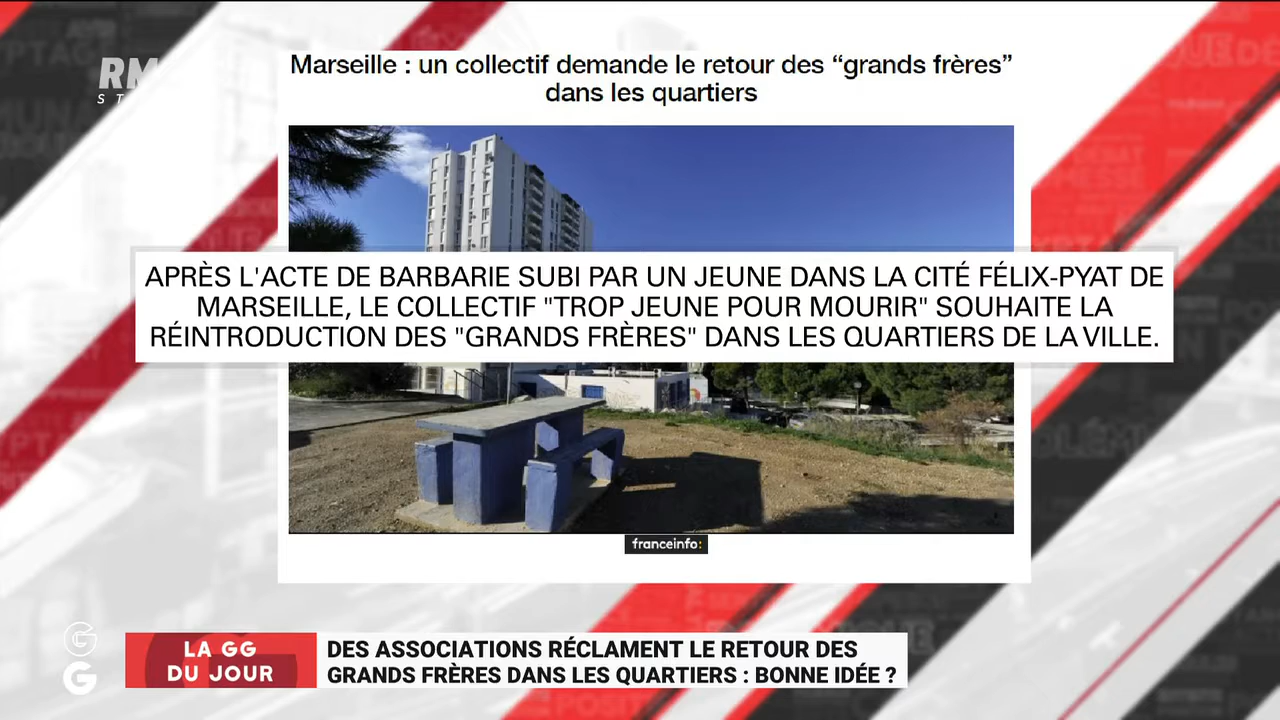 Marseille : un collectif demande le retour des “grands frères”
dans les quartiers
APRÈS L'ACTE DE BARBARIE SUBI PAR UN JEUNE DANS LA CITÉ FÉLIX-PYAT DE
MARSEILLE, LE COLLECTIF "TROP JEUNE POUR MOURIR" SOUHAITE LA
RÉINTRODUCTION DES "GRANDS FRÈRES" DANS LES QUARTIERS DE LA VILLE.
franceinfo:
LA GG
DU JOUR
DES ASSOCIATIONS RÉCLAMENT LE RETOUR DES
GRANDS FRÈRES DANS LES QUARTIERS : BONNE IDÉE ?